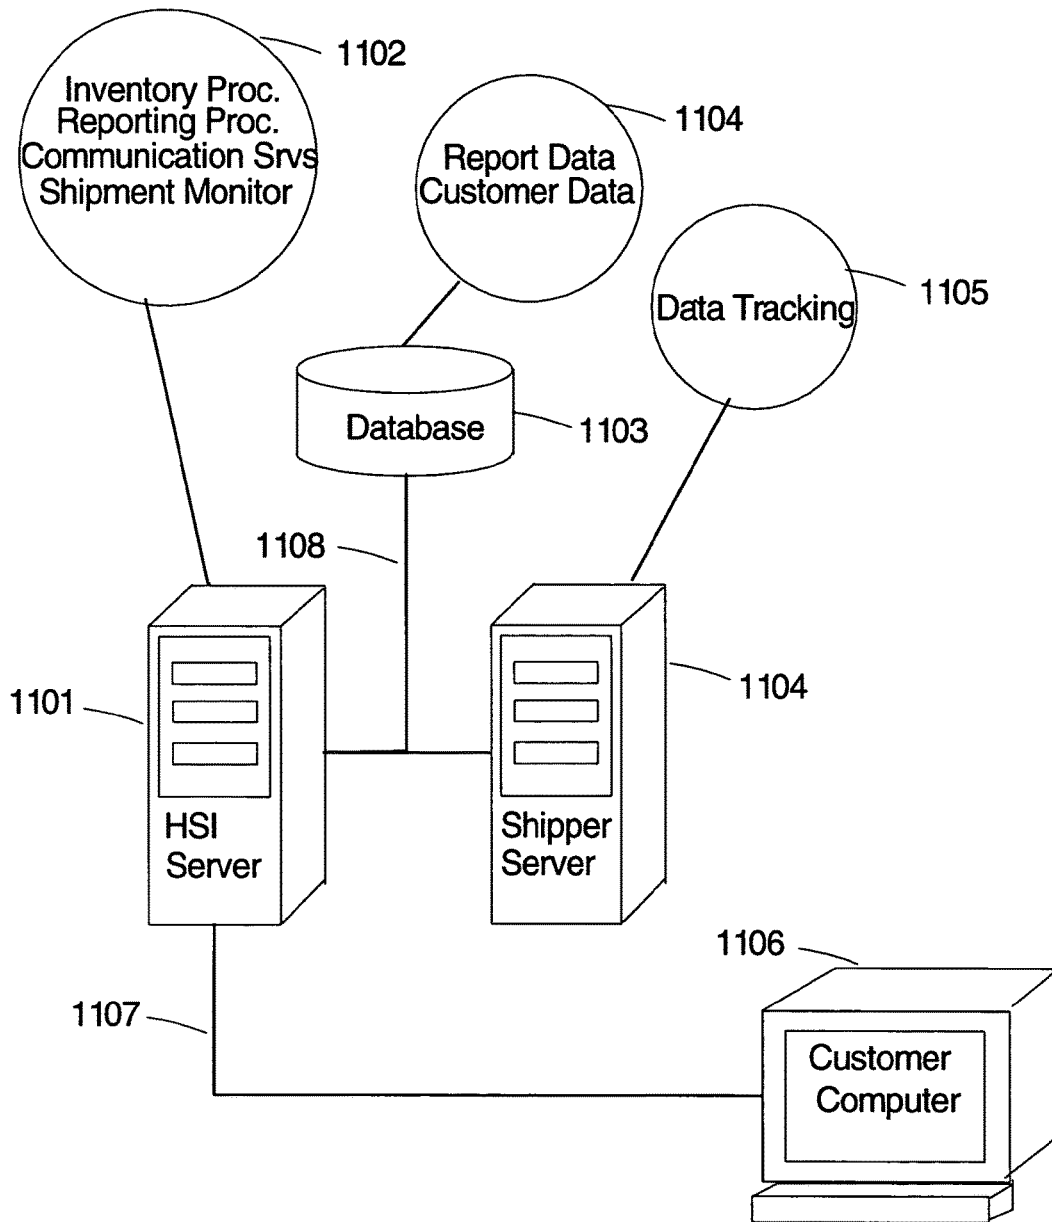 1102
Inventory Proc.
Reporting Proc.
Communication Srvs
Shipment Monitor
1104
Report Data
Customer Data
1105
Data Tracking
Database
1103
1108
1101
1104
HSI
Server
Shipper
Server
1106
1107
Customer
Computer